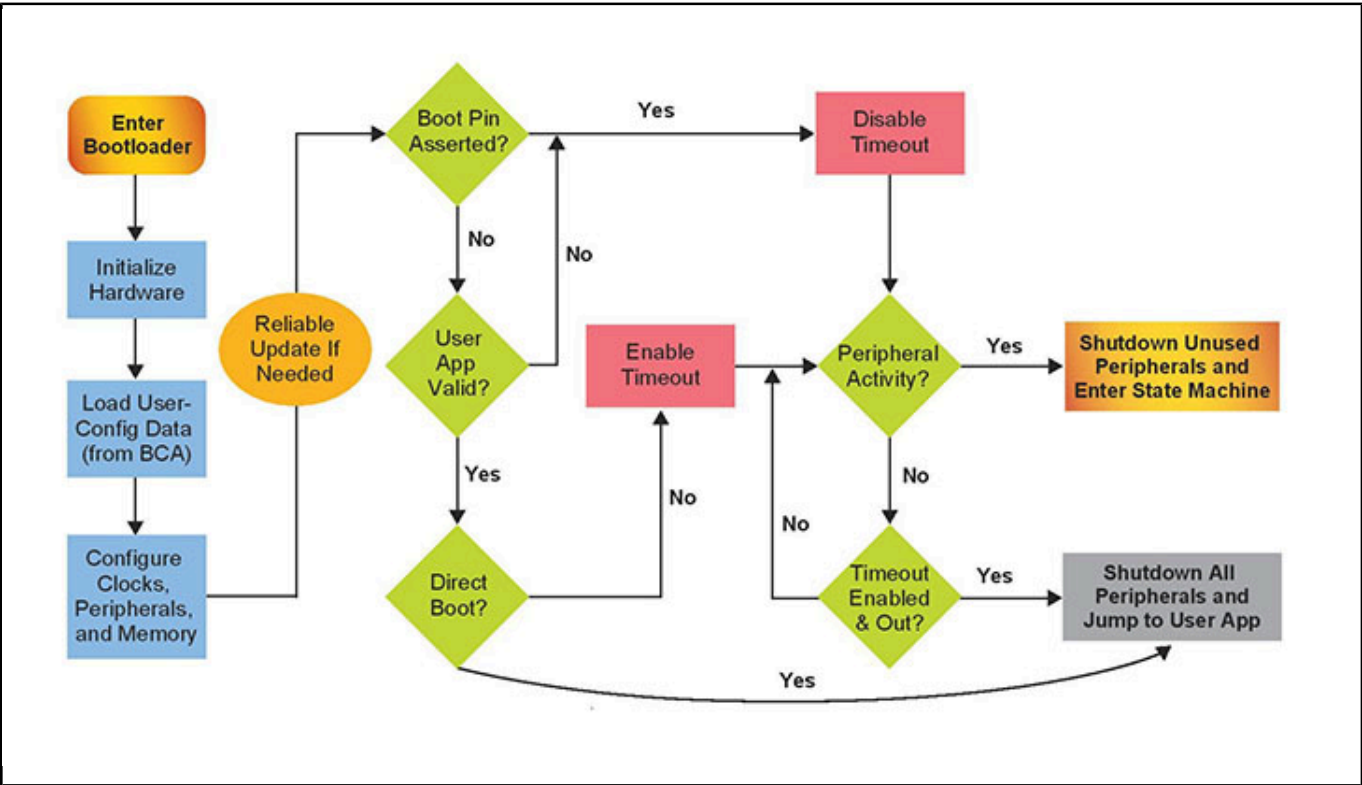 Enter
Bootloader
Initialize
Hardware
Load User-
Config Data
(from BCA)
Configure
Clocks,
Peripherals,
and Memory
Reliable
Update If
Needed
Boot Pin
Asserted?
Yes
No
User
App
Valid?
No
Yes
Direct
Boot?
No
Yes
Enable
Timeout
Disable
Timeout
Peripheral
Activity?
Yes
No
Timeout
Enabled
& Out?
No
Yes
Shutdown Unused
Peripherals and
Enter State Machine
Shutdown All
Peripherals and
Jump to User App